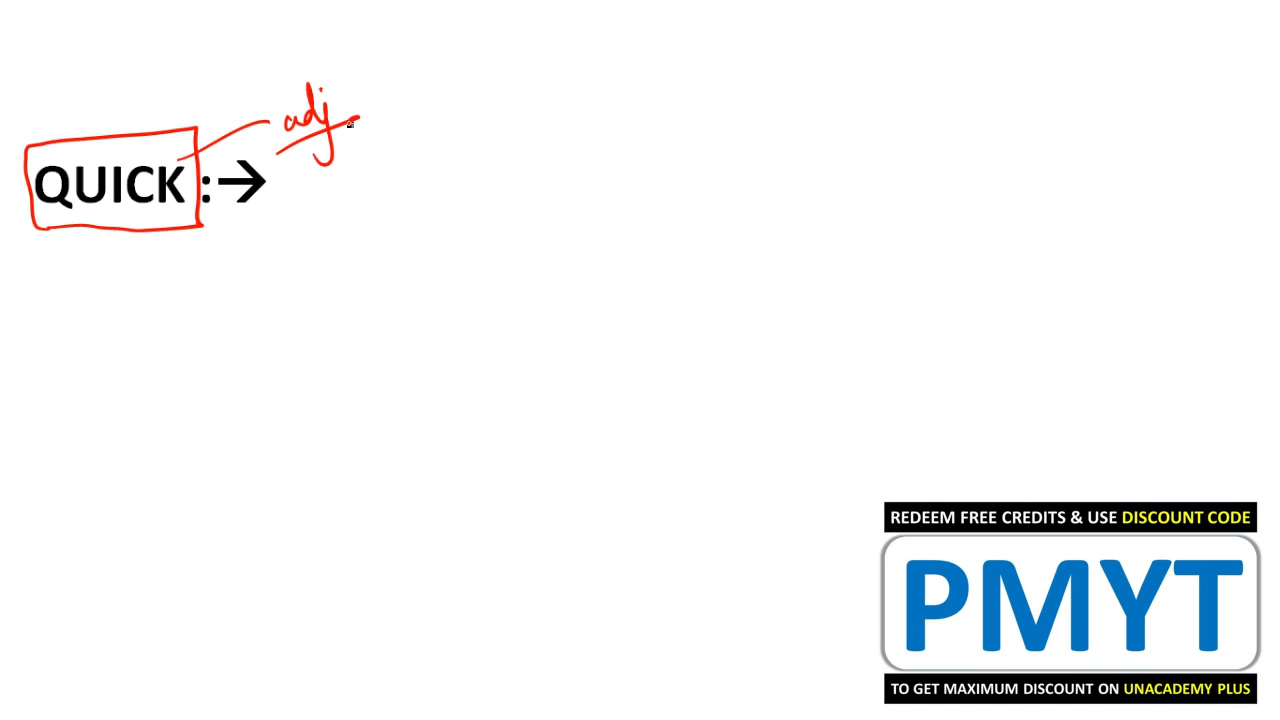 adj.
QUICK :→
REDEEM FREE CREDITS & USE DISCOUNT CODE
PMYT
TO GET MAXIMUM DISCOUNT ON UNACADEMY PLUS